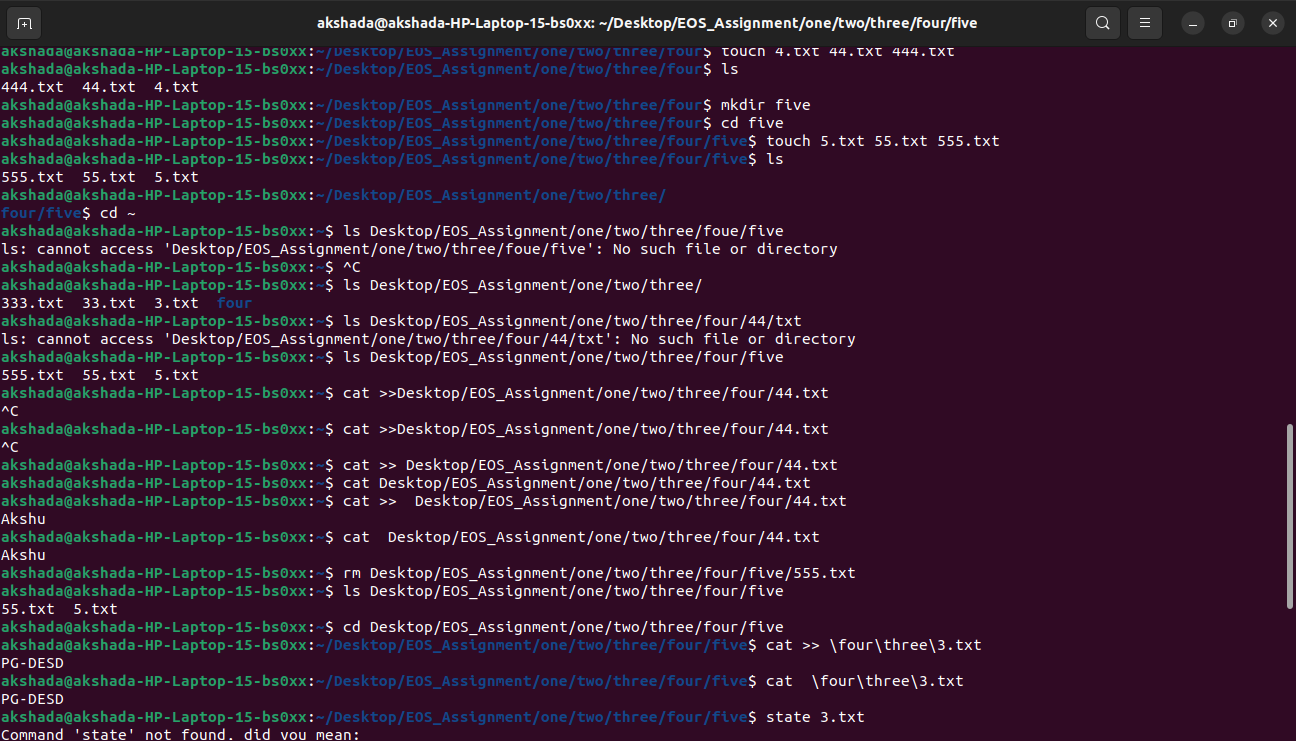 akshada@akshada-HP-Laptop-15-bs0xx: ~/Desktop/EOS_Assignment/one/two/three/four/five
akshada@akshada-HP-Laptop-15-bs0xx:~/Desktop/EOS_Assignment/one/two/three/four$ touch 4.txt 44.txt 444.txt
akshada@akshada-HP-Laptop-15-bs0xx:~/Desktop/EOS_Assignment/one/two/three/four$ ls
444.txt  44.txt  4.txt
akshada@akshada-HP-Laptop-15-bs0xx:~/Desktop/EOS_Assignment/one/two/three/four$ mkdir five
akshada@akshada-HP-Laptop-15-bs0xx:~/Desktop/EOS_Assignment/one/two/three/four$ cd five
akshada@akshada-HP-Laptop-15-bs0xx:~/Desktop/EOS_Assignment/one/two/three/four/five$ touch 5.txt 55.txt 555.txt
akshada@akshada-HP-Laptop-15-bs0xx:~/Desktop/EOS_Assignment/one/two/three/four/five$ ls
555.txt  55.txt  5.txt
akshada@akshada-HP-Laptop-15-bs0xx:~/Desktop/EOS_Assignment/one/two/three/
four/five$ cd ~
akshada@akshada-HP-Laptop-15-bs0xx:~$ ls Desktop/EOS_Assignment/one/two/three/foue/five
ls: cannot access 'Desktop/EOS_Assignment/one/two/three/foue/five': No such file or directory
akshada@akshada-HP-Laptop-15-bs0xx:~$ ^C
akshada@akshada-HP-Laptop-15-bs0xx:~$ ls Desktop/EOS_Assignment/one/two/three/
333.txt  33.txt  3.txt  four
akshada@akshada-HP-Laptop-15-bs0xx:~$ ls Desktop/EOS_Assignment/one/two/three/four/44/txt
ls: cannot access 'Desktop/EOS_Assignment/one/two/three/four/44/txt': No such file or directory
akshada@akshada-HP-Laptop-15-bs0xx:~$ ls Desktop/EOS_Assignment/one/two/three/four/five
555.txt  55.txt  5.txt
akshada@akshada-HP-Laptop-15-bs0xx:~$ cat >>Desktop/EOS_Assignment/one/two/three/four/44.txt
^C
akshada@akshada-HP-Laptop-15-bs0xx:~$ cat >>Desktop/EOS_Assignment/one/two/three/four/44.txt
^C
akshada@akshada-HP-Laptop-15-bs0xx:~$ cat >> Desktop/EOS_Assignment/one/two/three/four/44.txt
akshada@akshada-HP-Laptop-15-bs0xx:~$ cat Desktop/EOS_Assignment/one/two/three/four/44.txt
akshada@akshada-HP-Laptop-15-bs0xx:~$ cat >>  Desktop/EOS_Assignment/one/two/three/four/44.txt
Akshu
akshada@akshada-HP-Laptop-15-bs0xx:~$ cat  Desktop/EOS_Assignment/one/two/three/four/44.txt
Akshu
akshada@akshada-HP-Laptop-15-bs0xx:~$ rm Desktop/EOS_Assignment/one/two/three/four/five/555.txt
akshada@akshada-HP-Laptop-15-bs0xx:~$ ls Desktop/EOS_Assignment/one/two/three/four/five
55.txt  5.txt
akshada@akshada-HP-Laptop-15-bs0xx:~$ cd Desktop/EOS_Assignment/one/two/three/four/five
akshada@akshada-HP-Laptop-15-bs0xx:~/Desktop/EOS_Assignment/one/two/three/four/five$ cat >> \four\three\3.txt
PG-DESD
akshada@akshada-HP-Laptop-15-bs0xx:~/Desktop/EOS_Assignment/one/two/three/four/five$ cat  \four\three\3.txt
PG-DESD
akshada@akshada-HP-Laptop-15-bs0xx:~/Desktop/EOS_Assignment/one/two/three/four/five$ state 3.txt
Command 'state' not found, did you mean: